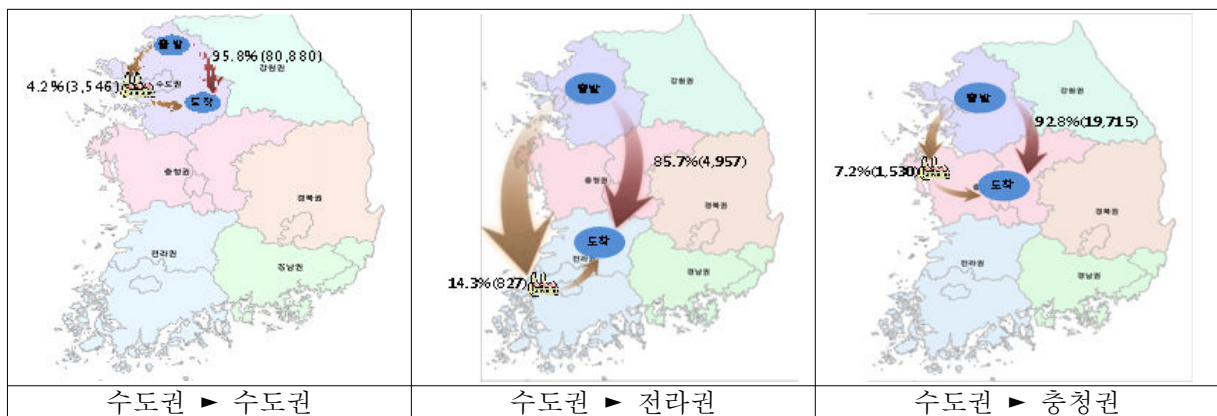 출발
95.8%(80,880)
강원권
4.2%(3,546)
수도권
도착
충청권
경북권
전라권
경남권
수도권 ► 수도권
출발
강원권
85.7%(4,957)
충청권
경북권
도착
전라권
경남권
14.3%(827)
수도권 ► 전라권
강원권
출발
92.8%(19,715)
7.2%(1,530)
도착
경북권
전라권
경남권
수도권 ► 충청권